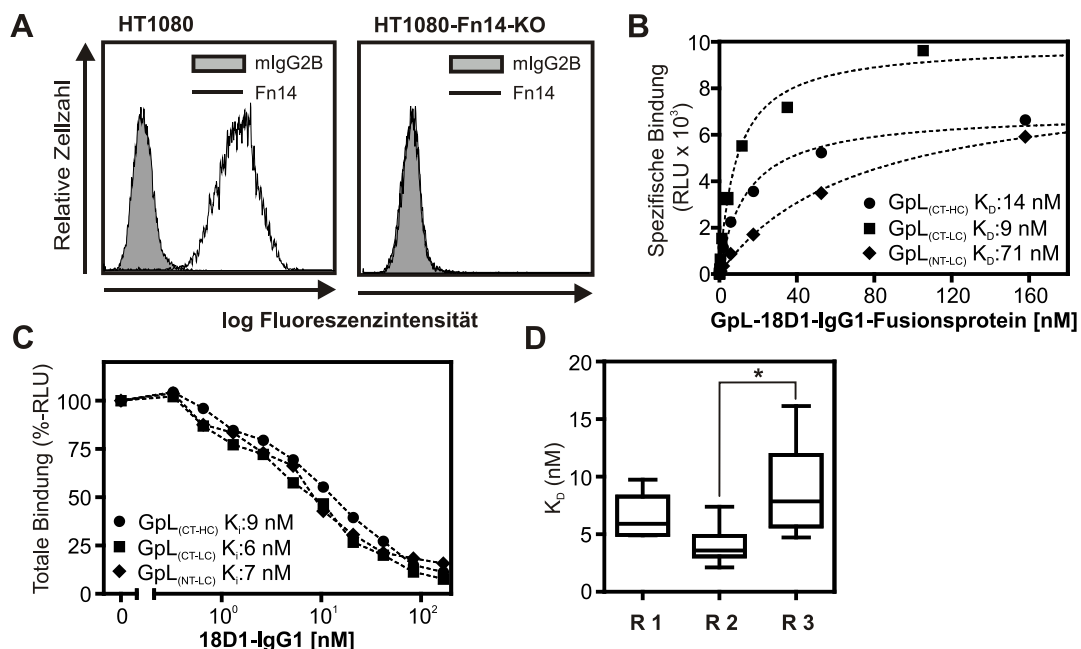 A
HT1080
HT1080-Fn14-KO
Relative Zellzahl
mIgG2B
Fn14
mIgG2B
Fn14
log Fluoreszenzintensität
B
Spezifische Bindung
(RLU x 10³)
10
8
6
4
2
0
GpL(CT-HC) KD:14 nM
GpL(CT-LC) KD:9 nM
GpL(NT-LC) KD:71 nM
0
40
80
120
160
GpL-18D1-IgG1-Fusionsprotein [nM]
C
Totale Bindung (%-RLU)
100
75
50
25
0
GpL(CT-HC) Ki:9 nM
GpL(CT-LC) Ki:6 nM
GpL(NT-LC) Ki:7 nM
0
10⁰
10¹
10²
18D1-IgG1 [nM]
D
KD (nM)
20
15
10
5
0
*
R 1
R 2
R 3